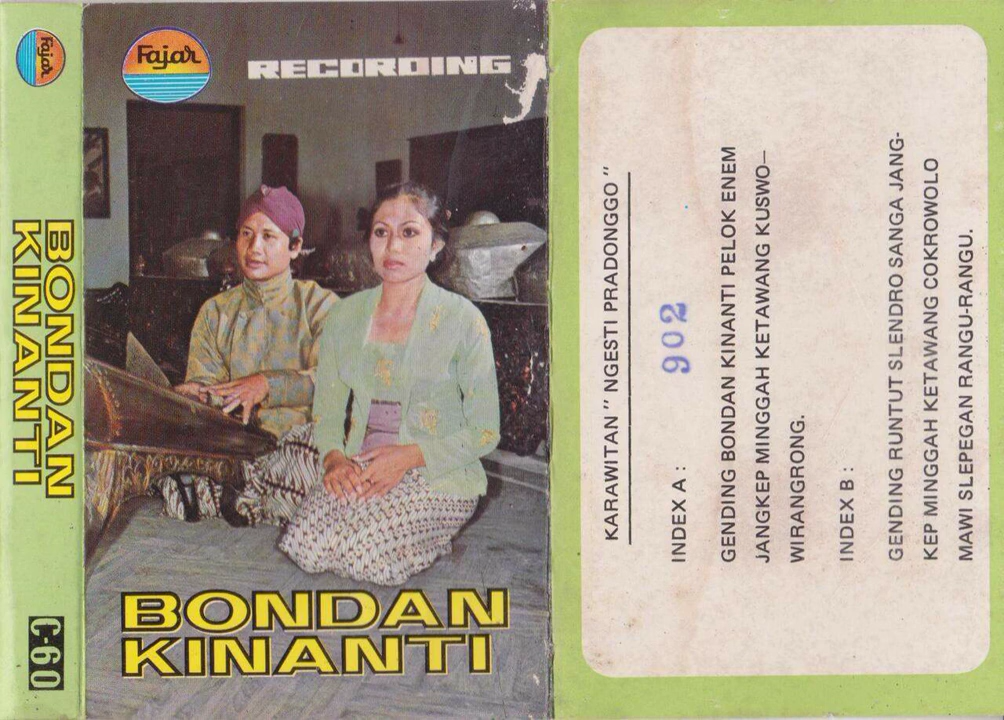 Fajar
BONDAN
KINANTI
C-60
Fajar
RECORDING
BONDAN
KINANTI
KARAWITAN " NGESTI PRADONGGO "
902
INDEX A :
GENDING BONDAN KINANTI PELOK ENEM
JANGKEP MINGGAH KETAWANG KUSWO—
WIRANGRONG.
INDEX B :
GENDING RUNTUT SLENDRO SANGA JANG-
KEP MINGGAH KETAWANG COKROWOLO
MAWI SLEPEGAN RANGU-RANGU.